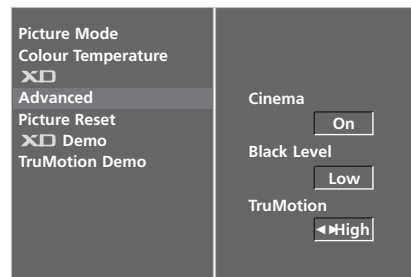 Picture Mode
Colour Temperature
XD
Advanced
Picture Reset
XD Demo
TruMotion Demo
Cinema
On
Black Level
Low
TruMotion
High